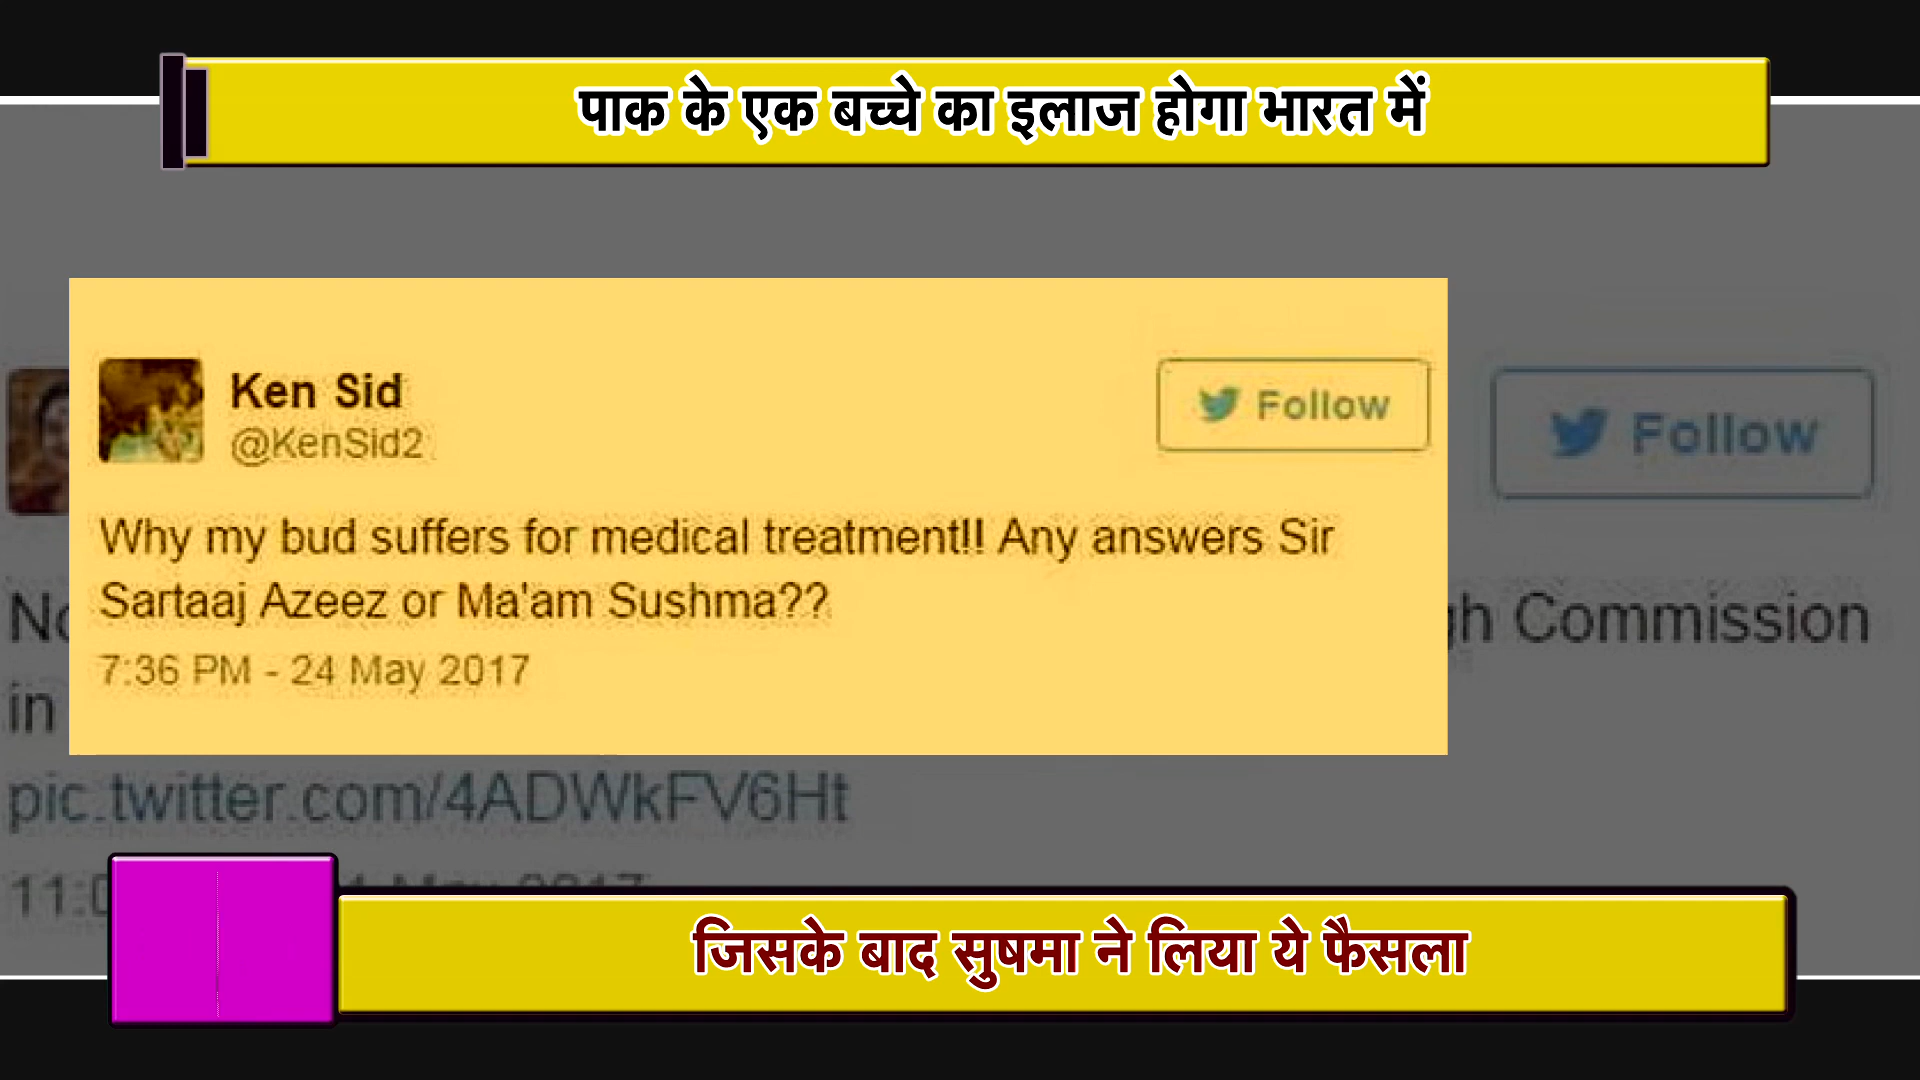 पाक के एक बच्चे का इलाज होगा भारत में
Ken Sid
@KenSid2
Follow
Follow
Why my bud suffers for medical treatment!! Any answers Sir
Sartaaj Azeez or Ma'am Sushma??
7:36 PM - 24 May 2017
Commission
in
pic.twitter.com/4ADWkFV6Ht
जिसके बाद सुषमा ने लिया ये फैसला